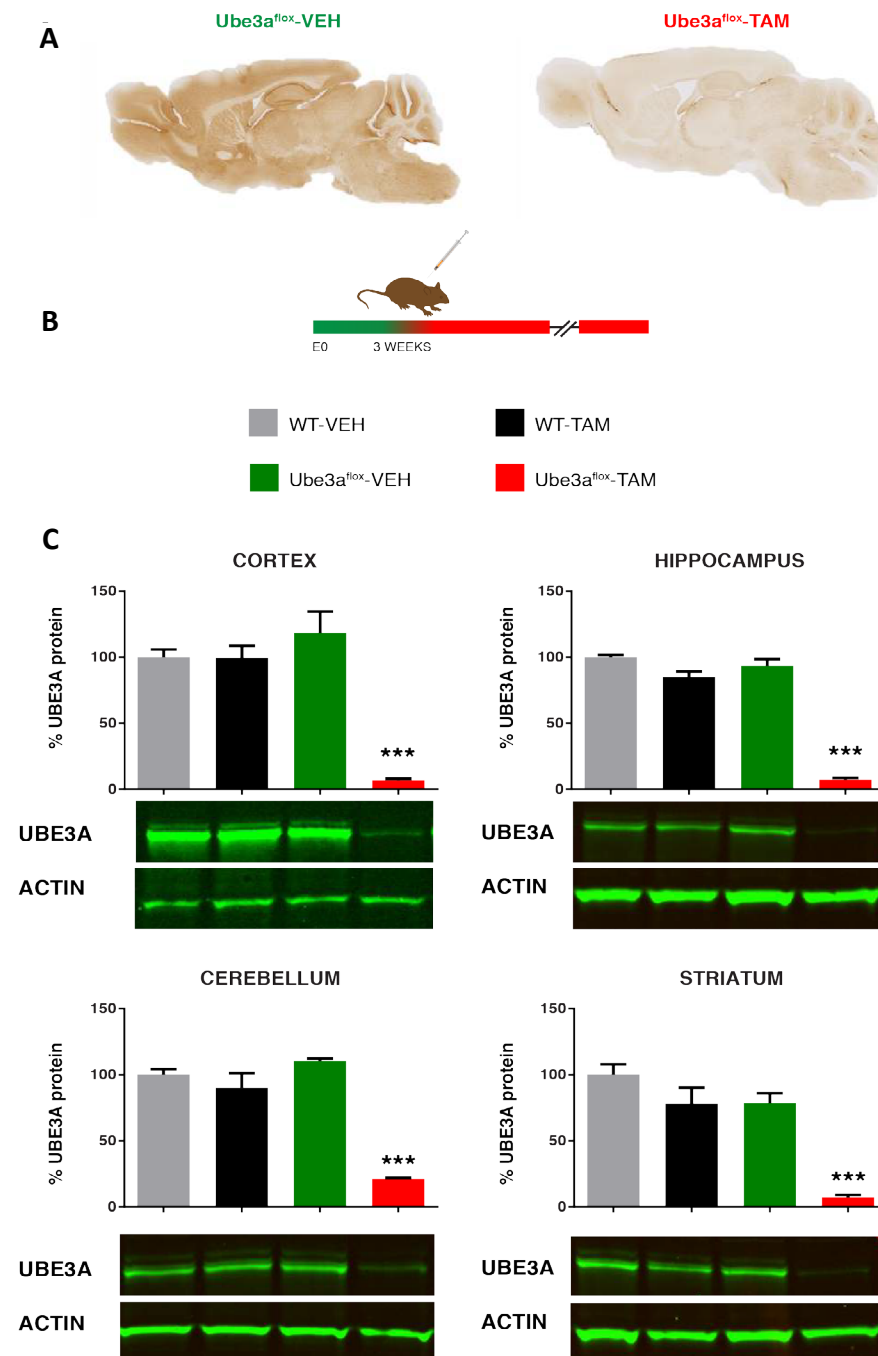 Ube3aflox-VEH
Ube3aflox-TAM
A
B
E0
3 WEEKS
WT-VEH
WT-TAM
Ube3aflox-VEH
Ube3aflox-TAM
C
CORTEX
% UBE3A protein
150
100
50
0
***
UBE3A
ACTIN
HIPPOCAMPUS
% UBE3A protein
150
100
50
0
***
UBE3A
ACTIN
CEREBELLUM
% UBE3A protein
150
100
50
0
***
UBE3A
ACTIN
STRIATUM
% UBE3A protein
150
100
50
0
***
UBE3A
ACTIN